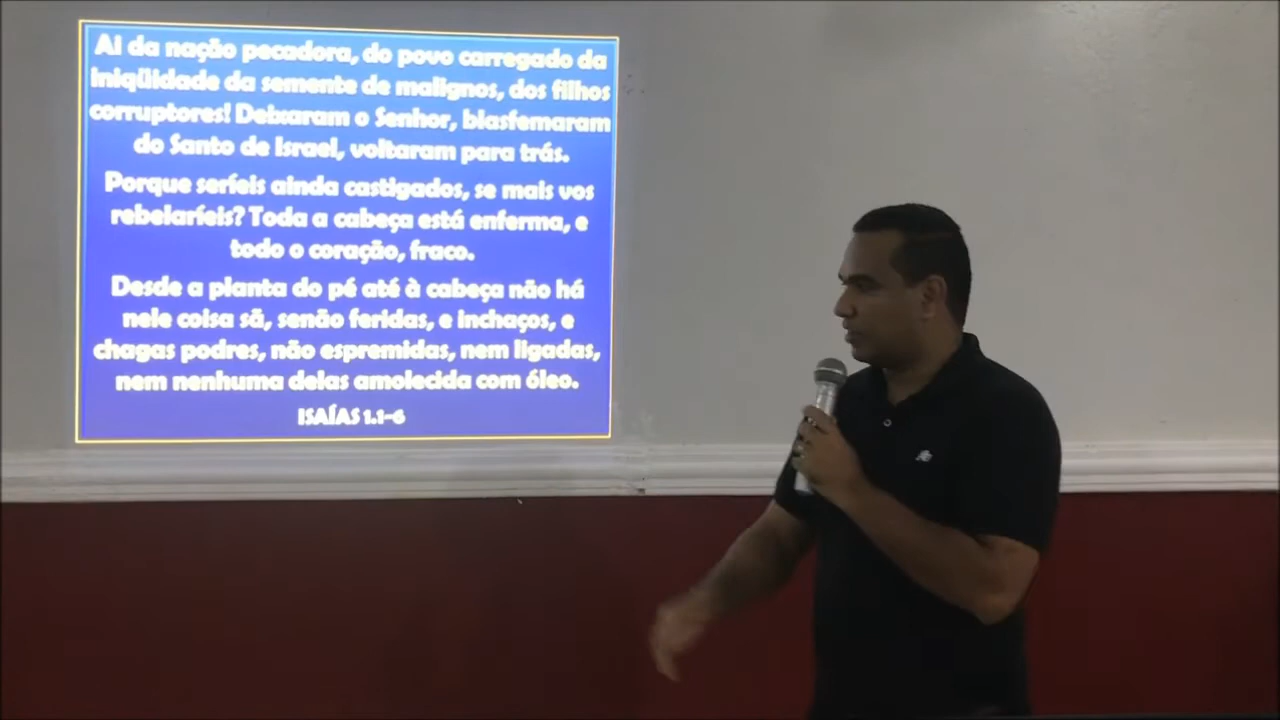 Ai da nação pecadora, do povo carregado da
iniqüidade da semente de malignos, dos filhos
corruptores! Deixaram o Senhor, blasfemaram
do Santo de Israel, voltaram para trás.
Porque seríeis ainda castigados, se mais vos
rebelaríeis? Toda a cabeça está enferma, e
todo o coração, fraco.
Desde a planta do pé até à cabeça não há
nele coisa sã, senão feridas, e inchaços, e
chagas podres, não espremidas, nem ligadas,
nem nenhuma delas amolecida com óleo.
ISAÍAS 1.1-6